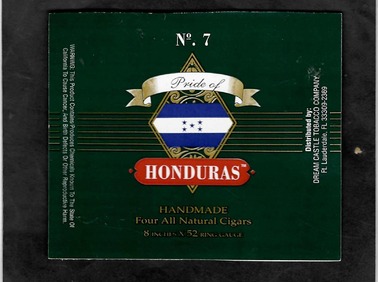 Nº. 7
Pride of
HONDURAS™
HANDMADE
Four All Natural Cigars
8 INCHES X 52 RING GAUGE
WARNING: This Product Contains/Produces Chemicals Known To The State Of
California To Cause Cancer, And Birth Defects Or Other Reproductive Harm.
Distributed by:
DREAM CASTLE TOBACCO COMPANY
Ft. Lauderdale, FL 33309-2369